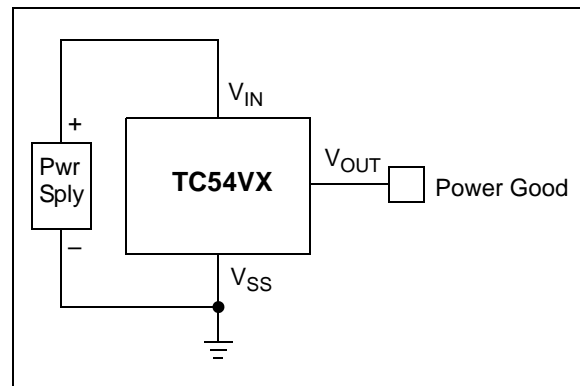 V_IN
+
Pwr
Sply
–
TC54VX
V_OUT
Power Good
V_SS